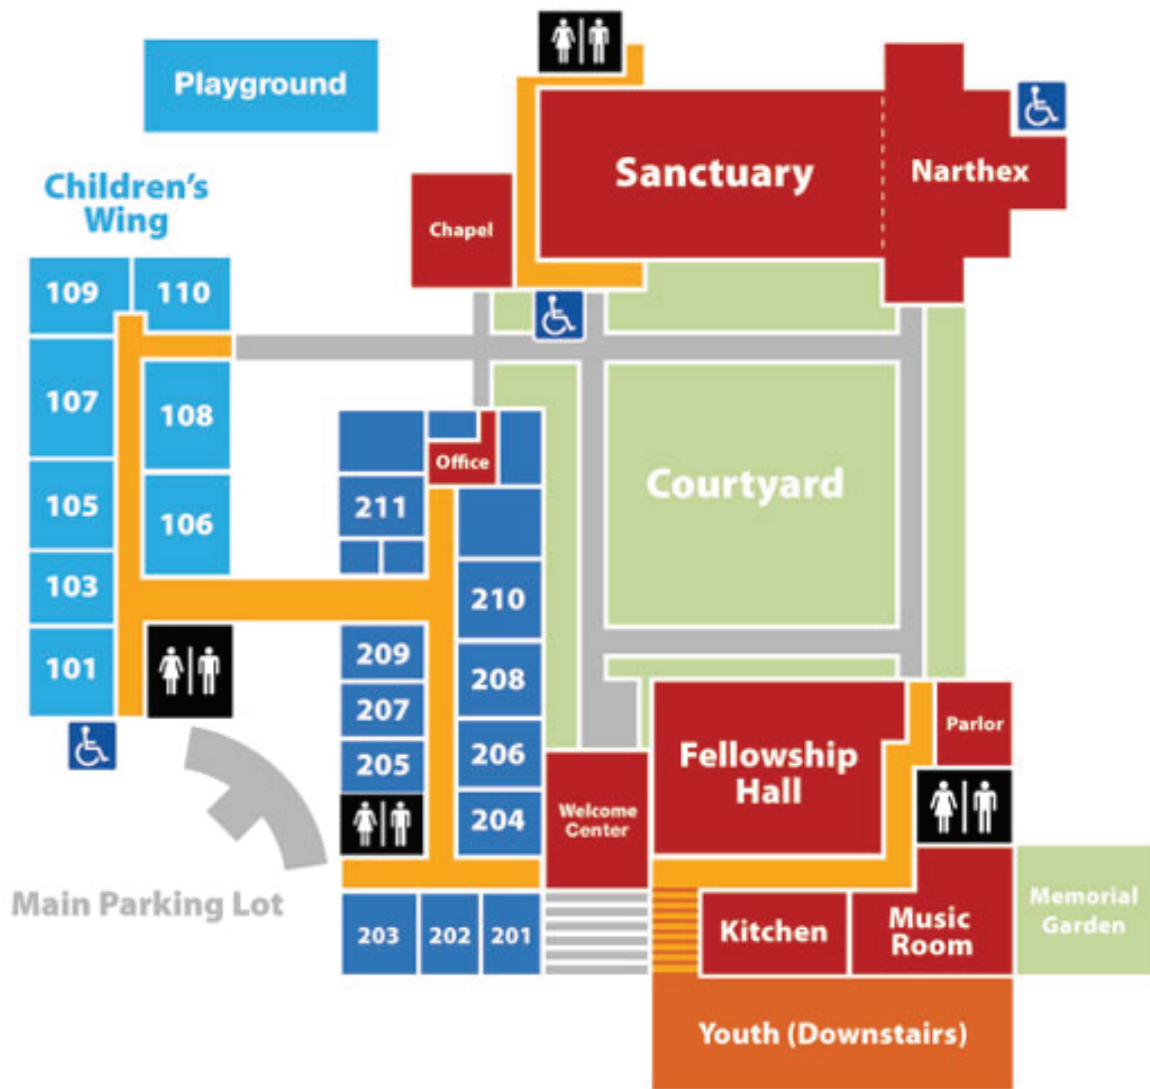 Playground
Sanctuary
Narthex
Children's
Wing
Chapel
109
110
107
108
Office
Courtyard
105
106
211
103
210
101
209
208
207
Parlor
Fellowship
Hall
205
206
204
Welcome
Center
Main Parking Lot
Memorial
Garden
203
202
201
Kitchen
Music
Room
Youth (Downstairs)